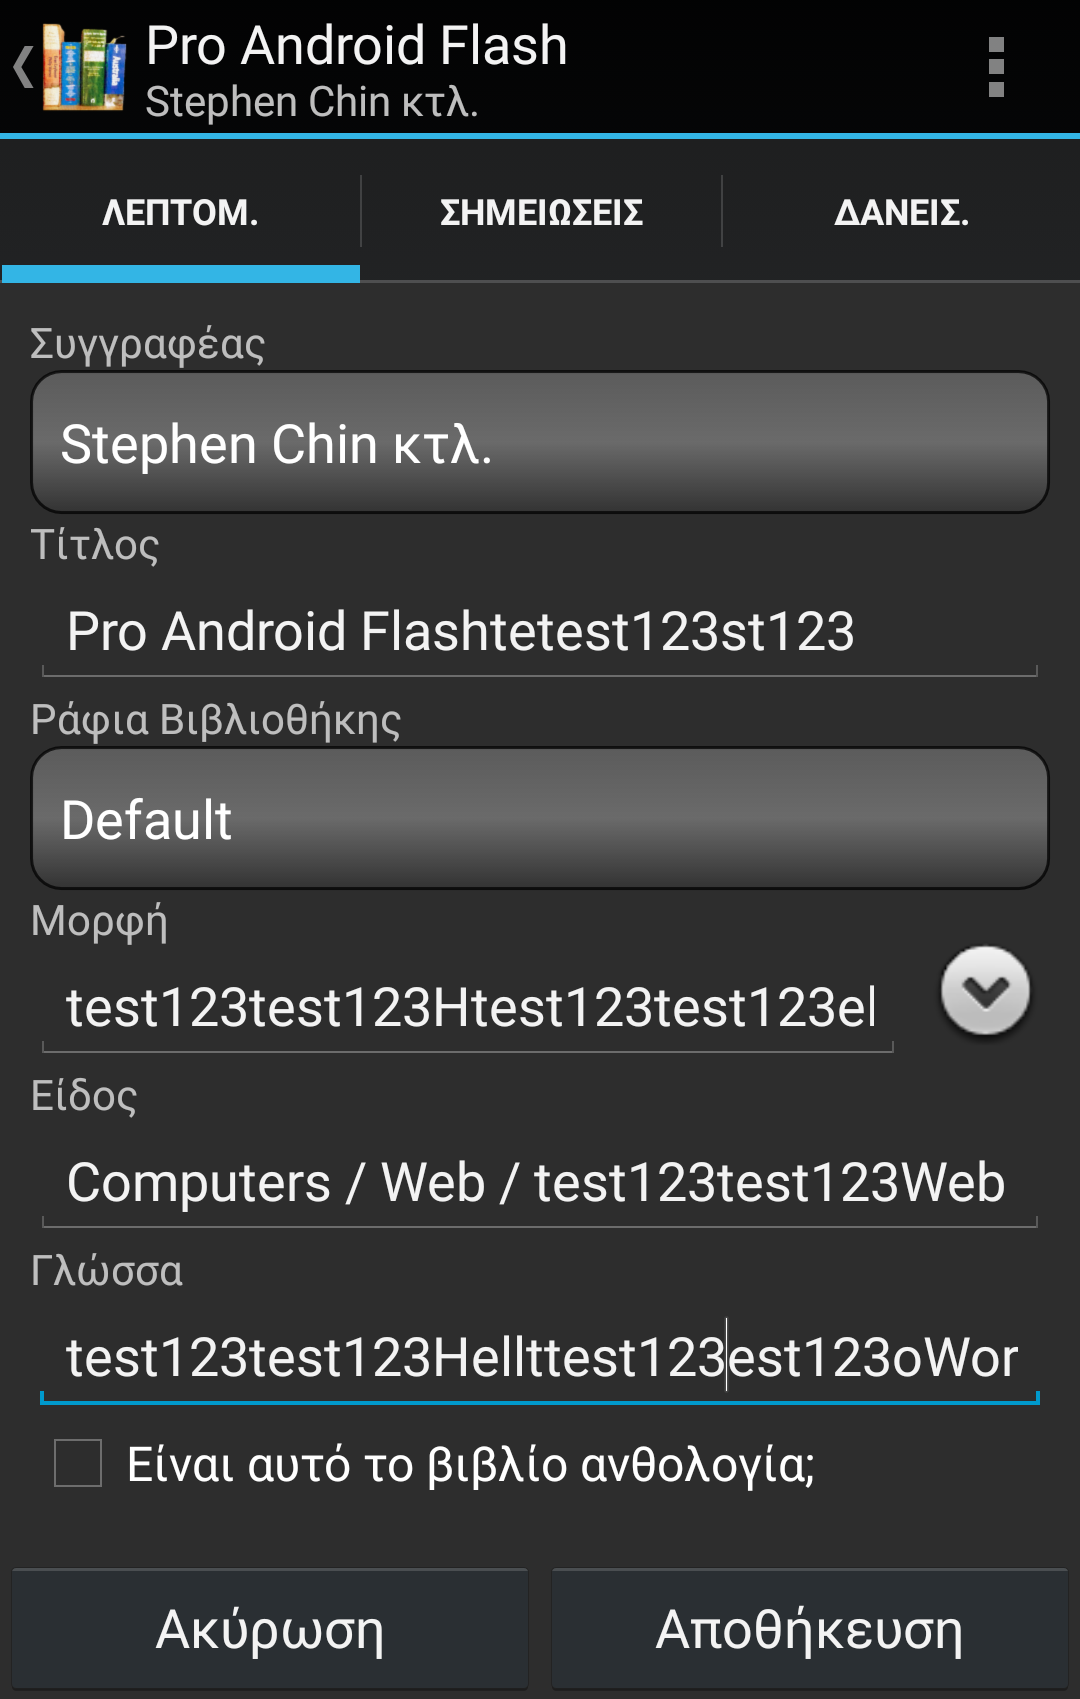 Pro Android Flash
Stephen Chin κτλ.
ΛΕΠΤΟΜ.
ΣΗΜΕΙΩΣΕΙΣ
ΔΑΝΕΙΣ.
Συγγραφέας
Stephen Chin κτλ.
Τίτλος
Pro Android Flashtetest123st123
Ράφια Βιβλιοθήκης
Default
Μορφή
test123test123Htest123test123el
Είδος
Computers / Web / test123test123Web
Γλώσσα
test123test123Hellttest123est123oWor
Είναι αυτό το βιβλίο ανθολογία;
Ακύρωση
Αποθήκευση